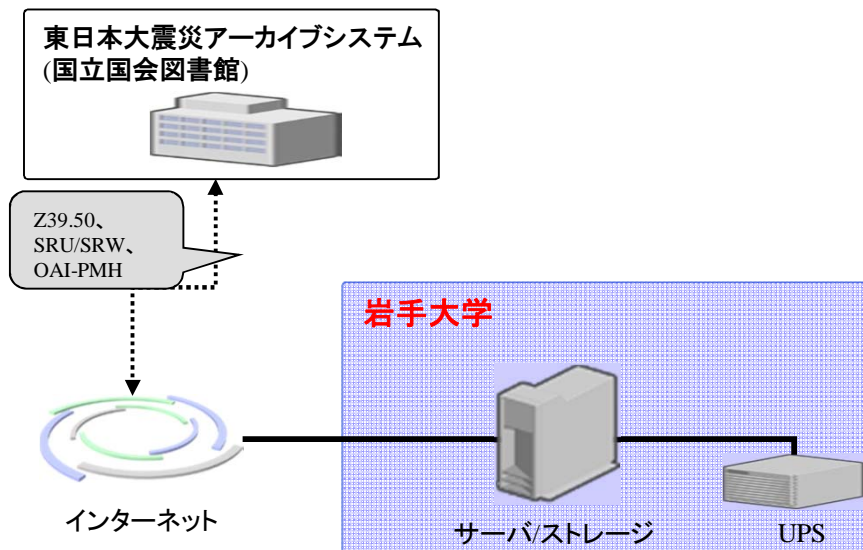 東日本大震災アーカイブシステム
(国立国会図書館)
Z39.50、
SRU/SRW、
OAI-PMH
岩手大学
インターネット
サーバ/ストレージ
UPS